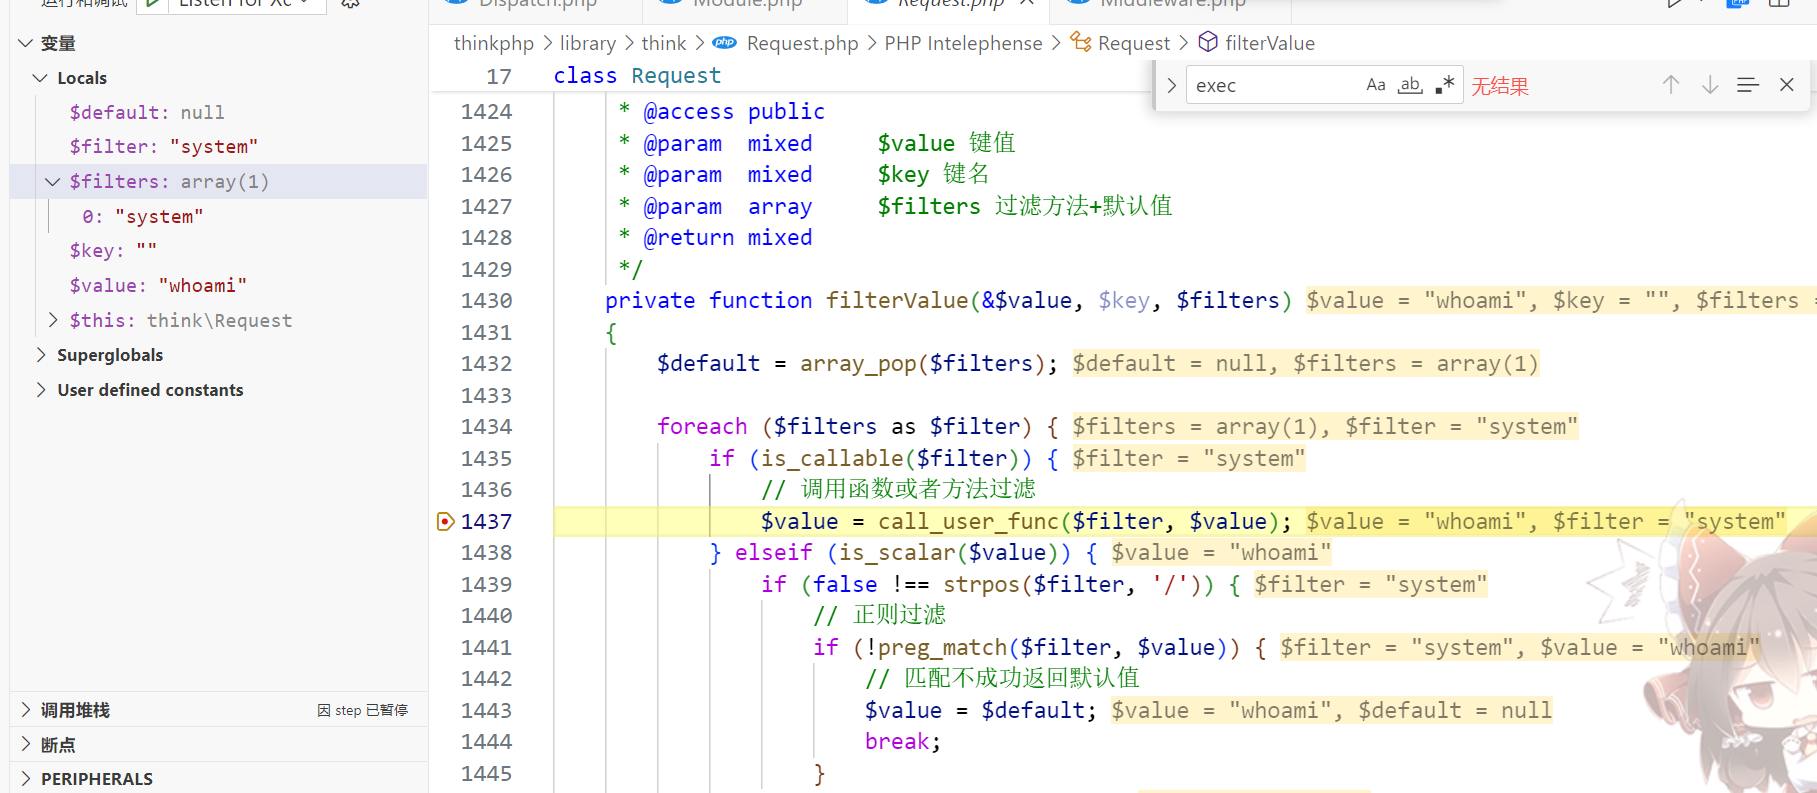 运行和调试 Listen for Xc
变量
Locals
$default: null
$filter: "system"
$filters: array(1)
0: "system"
$key: ""
$value: "whoami"
$this: think\Request
Superglobals
User defined constants
调用堆栈 因 step 已暂停
断点
PERIPHERALS
Dispatch.php Module.php Request.php Middleware.php
thinkphp > library > think > php Request.php > PHP Intelephense > Request > filterValue
exec Aa ab .* 无结果
17 class Request
1424 * @access public
1425 * @param mixed $value 键值
1426 * @param mixed $key 键名
1427 * @param array $filters 过滤方法+默认值
1428 * @return mixed
1429 */
1430 private function filterValue(&$value, $key, $filters) $value = "whoami", $key = "", $filters =
1431 {
1432 $default = array_pop($filters); $default = null, $filters = array(1)
1433
1434 foreach ($filters as $filter) { $filters = array(1), $filter = "system"
1435 if (is_callable($filter)) { $filter = "system"
1436 // 调用函数或者方法过滤
1437 $value = call_user_func($filter, $value); $value = "whoami", $filter = "system"
1438 } elseif (is_scalar($value)) { $value = "whoami"
1439 if (false !== strpos($filter, '/')) { $filter = "system"
1440 // 正则过滤
1441 if (!preg_match($filter, $value)) { $filter = "system", $value = "whoami"
1442 // 匹配不成功返回默认值
1443 $value = $default; $value = "whoami", $default = null
1444 break;
1445 }